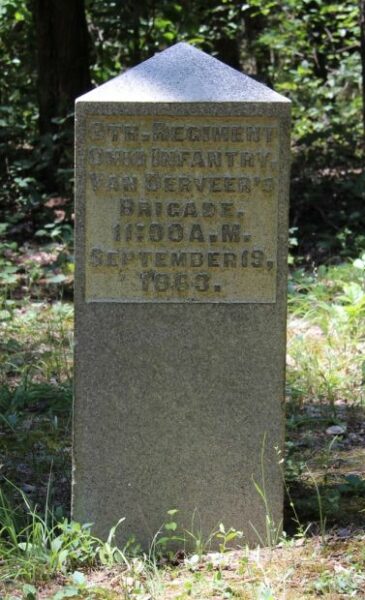 9th. Regiment
Ohio Infantry,
Van Derveer's
Brigade.
11:00 A.M.
September 19,
1863.